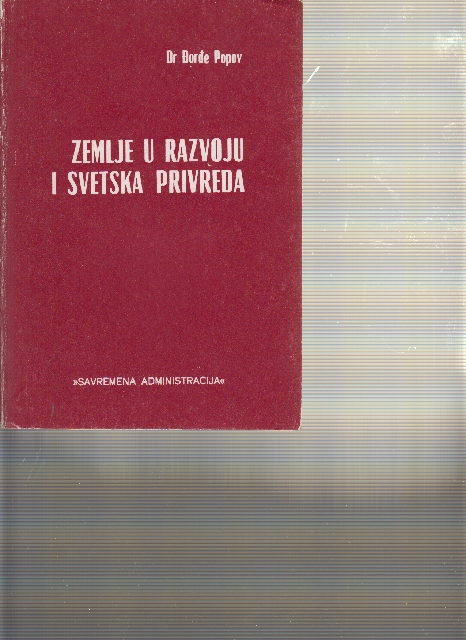 Dr Đorđe Popov
ZEMLJE U RAZVOJU
I SVETSKA PRIVREDA
»SAVREMENA ADMINISTRACIJA«